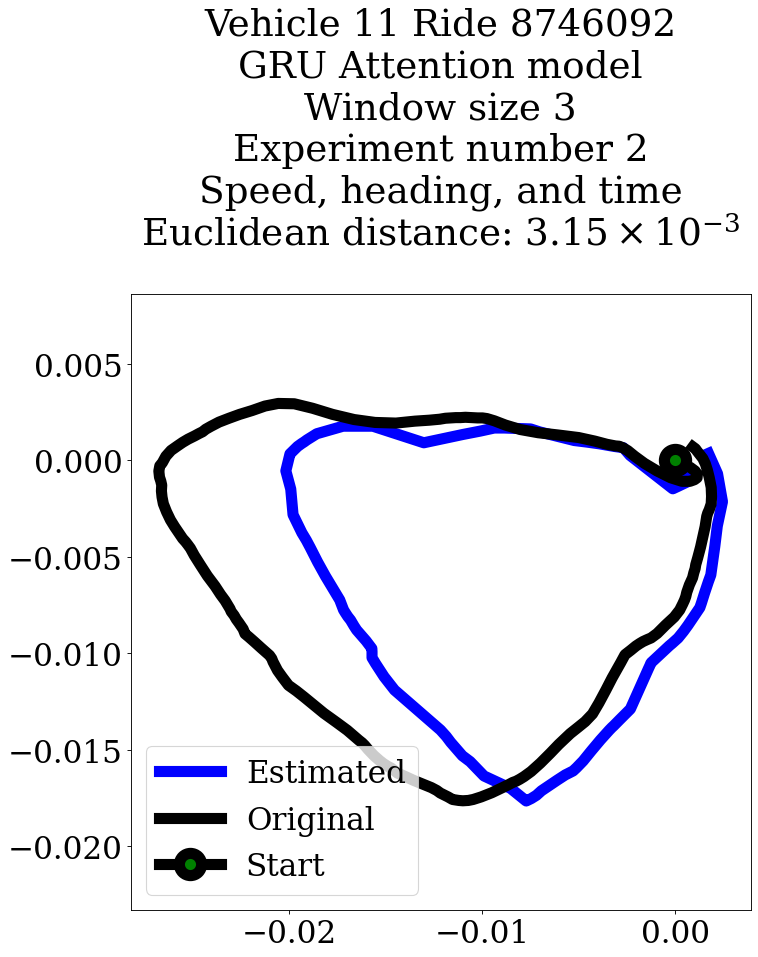 Vehicle 11 Ride 8746092
GRU Attention model
Window size 3
Experiment number 2
Speed, heading, and time
Euclidean distance: 3.15 × 10⁻³
0.005
0.000
−0.005
−0.010
−0.015
−0.020
Estimated
Original
Start
−0.02
−0.01
0.00